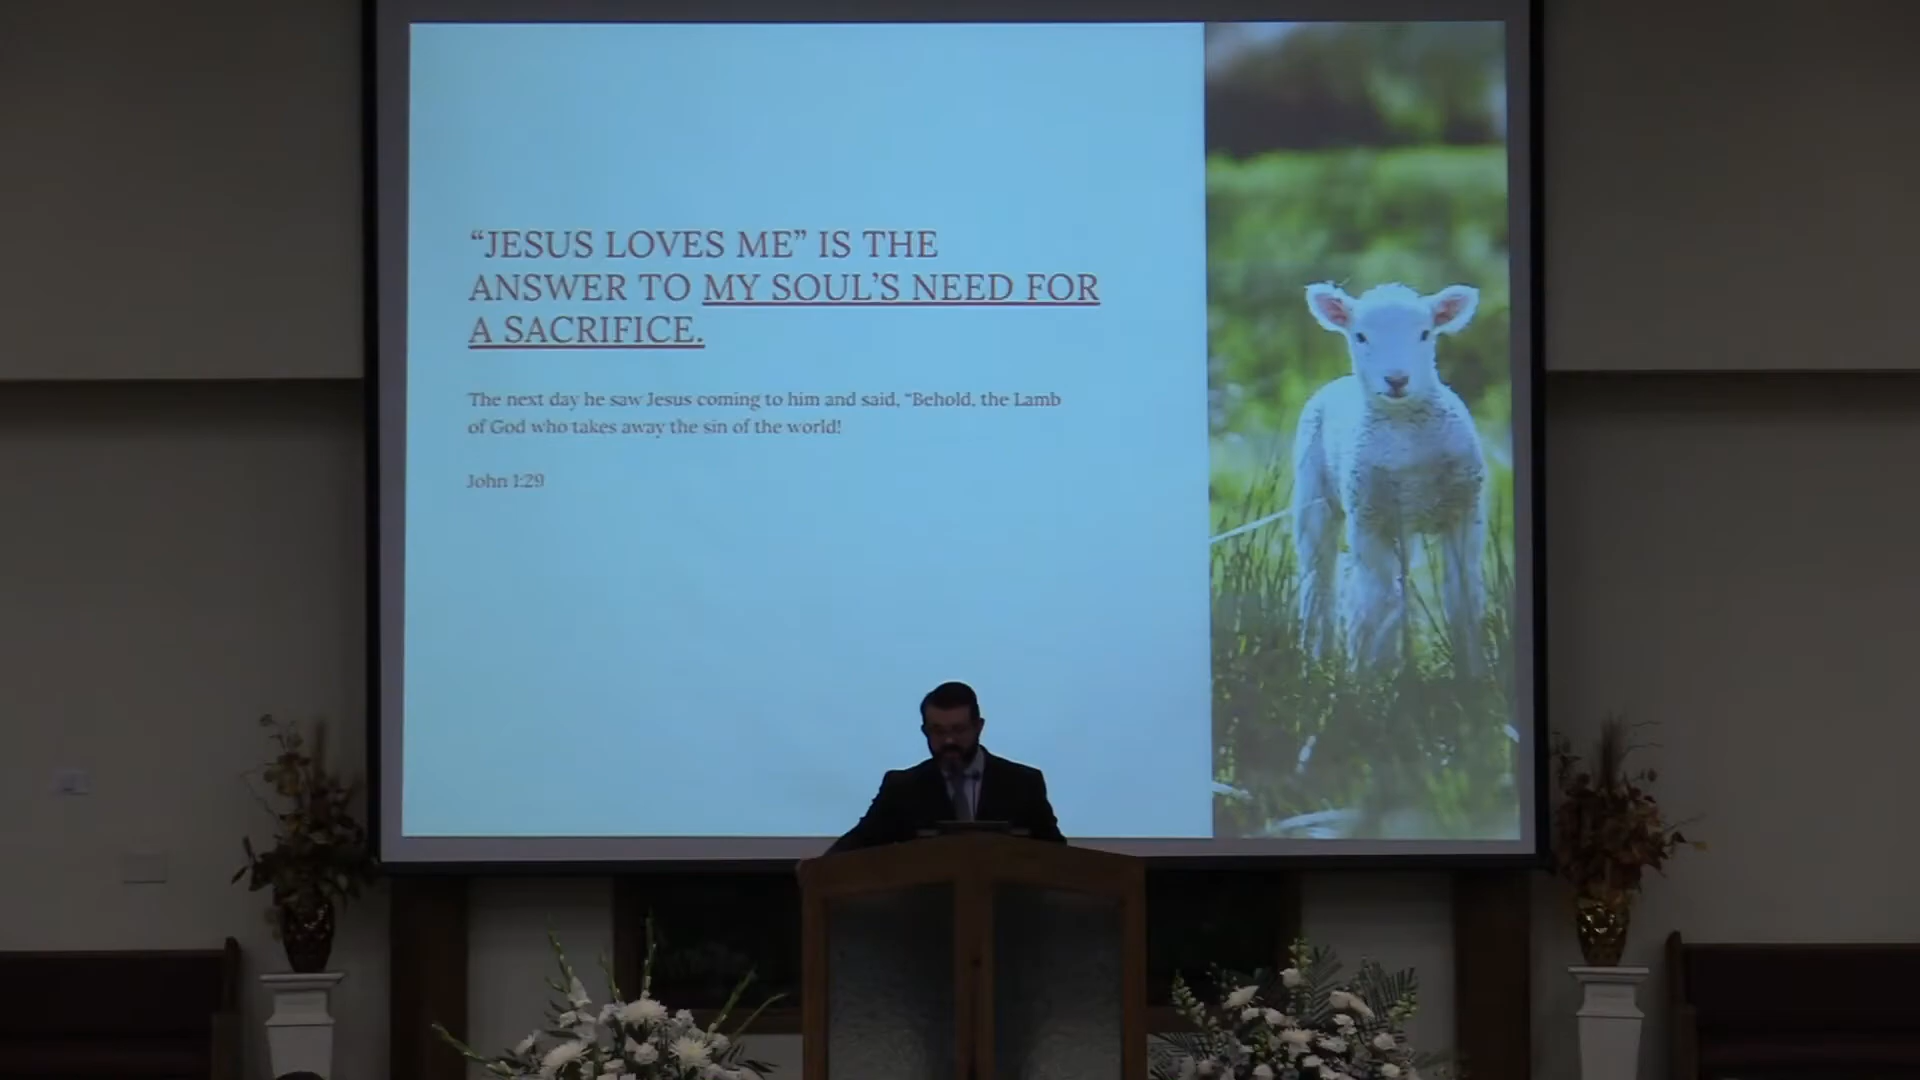 “JESUS LOVES ME” IS THE
ANSWER TO MY SOUL’S NEED FOR
A SACRIFICE.
The next day he saw Jesus coming to him and said, “Behold, the Lamb
of God who takes away the sin of the world!
John 1:29